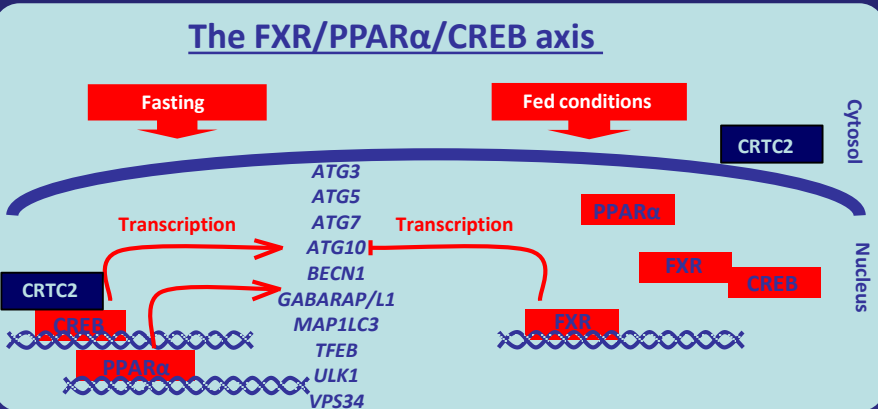 The FXR/PPARα/CREB axis
Fasting
Fed conditions
CRTC2
Cytosol
ATG3
ATG5
ATG7
ATG10
BECN1
GABARAP/L1
MAP1LC3
TFEB
ULK1
VPS34
Transcription
Transcription
PPARα
FXR
CREB
Nucleus
CRTC2
CREB
PPARα
FXR